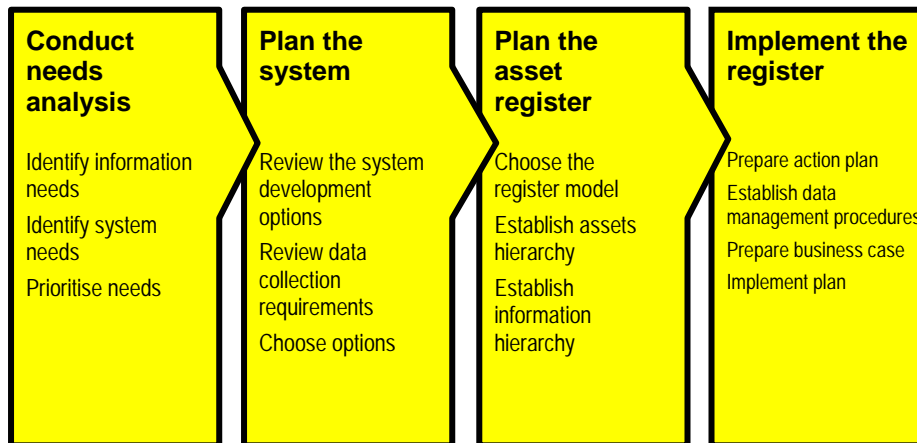 Conduct
needs
analysis
Identify information
needs
Identify system
needs
Prioritise needs
Plan the
system
Review the system
development
options
Review data
collection
requirements
Choose options
Plan the
asset
register
Choose the
register model
Establish assets
hierarchy
Establish
information
hierarchy
Implement the
register
Prepare action plan
Establish data
management procedures
Prepare business case
Implement plan